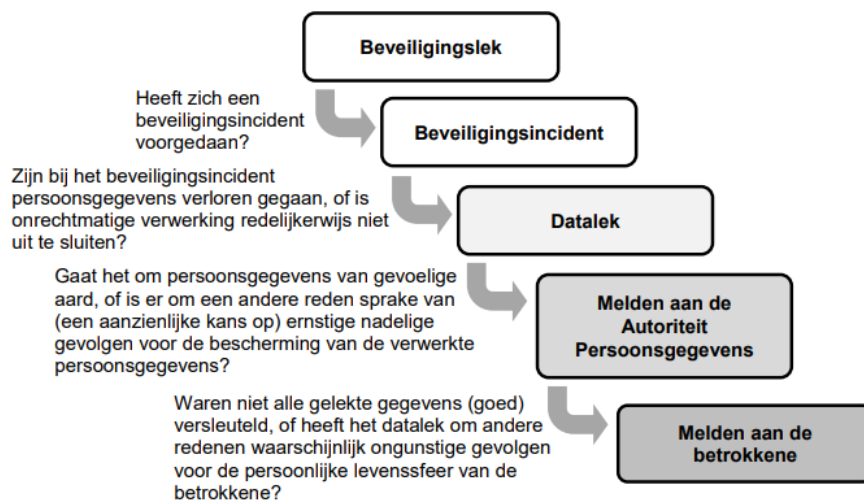 Beveiligingslek
Heeft zich een
beveiligingsincident
voorgedaan?
Beveiligingsincident
Zijn bij het beveiligingsincident
persoonsgegevens verloren gegaan, of is
onrechtmatige verwerking redelijkerwijs niet
uit te sluiten?
Datalek
Gaat het om persoonsgegevens van gevoelige
aard, of is er om een andere reden sprake van
(een aanzienlijke kans op) ernstige nadelige
gevolgen voor de bescherming van de verwerkte
persoonsgegevens?
Melden aan de
Autoriteit
Persoonsgegevens
Waren niet alle gelekte gegevens (goed)
versleuteld, of heeft het datalek om andere
redenen waarschijnlijk ongunstige gevolgen
voor de persoonlijke levenssfeer van de
betrokkene?
Melden aan de
betrokkene